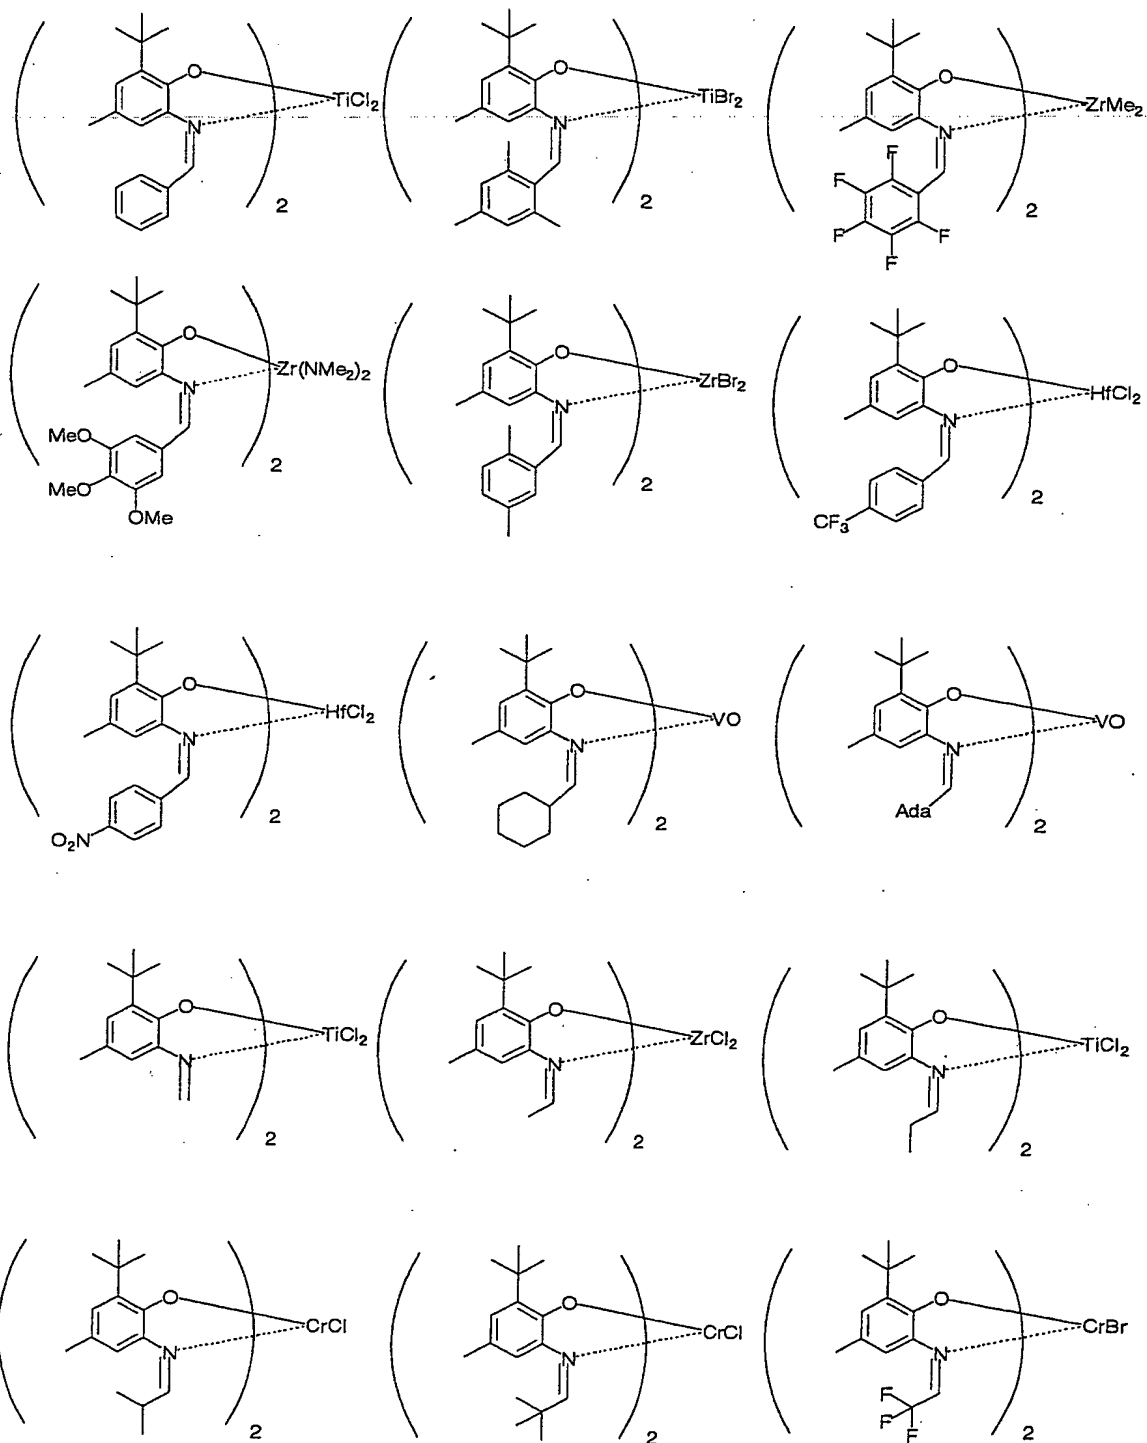 O TiCl2 N 2
O TiBr2 N 2
O ZrMe2 N F F F F F 2
O Zr(NMe2)2 N MeO MeO OMe 2
O ZrBr2 N 2
O HfCl2 N CF3 2
O HfCl2 N O2N 2
O VO N 2
O VO N Ada 2
O TiCl2 N 2
O ZrCl2 N 2
O TiCl2 N 2
O CrCl N 2
O CrCl N 2
O CrBr N F F F 2